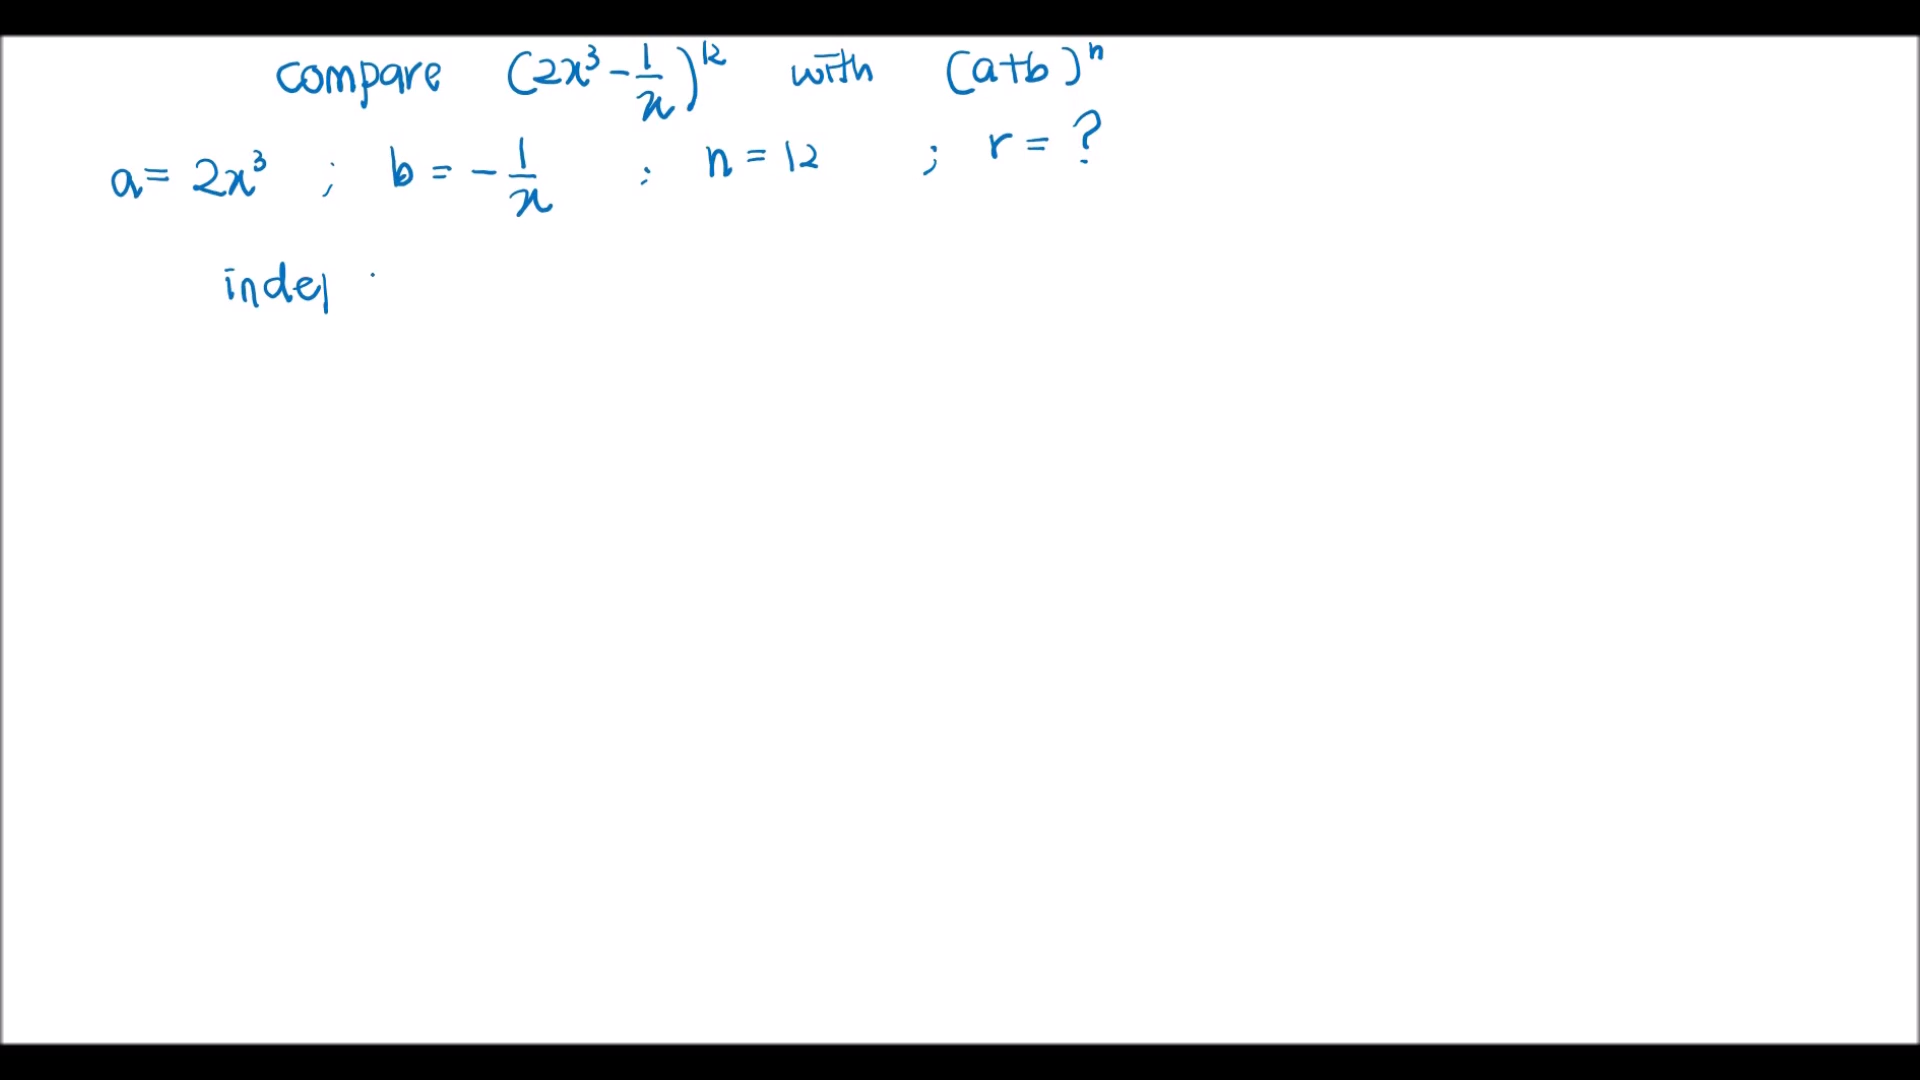 compare (2x³ - 1/x)¹² with (a+b)ⁿ
a = 2x³ ; b = - 1/x ; n = 12 ; r = ?
indep